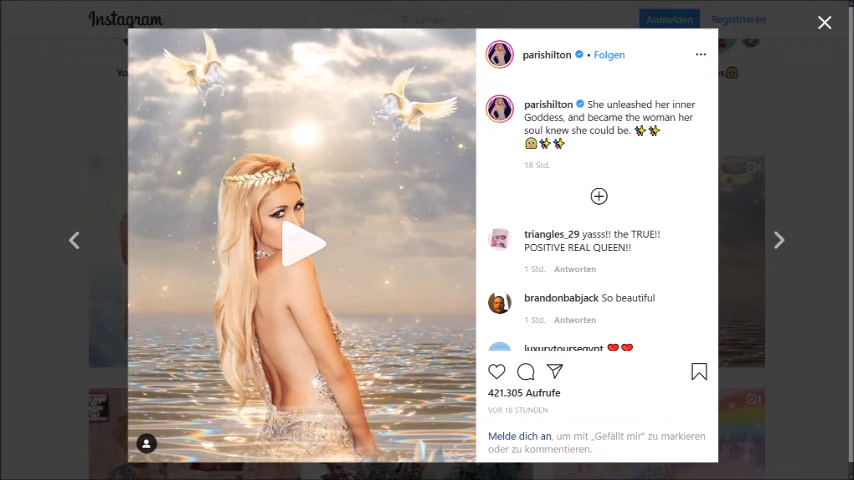 Instagram
Suchen
Anmelden
Registrieren
parishilton • Folgen
parishilton She unleashed her inner
Goddess, and became the woman her
soul knew she could be.
18 Std.
triangles_29 yasss!! the TRUE!!
POSITIVE REAL QUEEN!!
1 Std. Antworten
brandonbabjack So beautiful
1 Std. Antworten
luxurytoursegypt
421.305 Aufrufe
VOR 18 STUNDEN
Melde dich an, um mit „Gefällt mir“ zu markieren
oder zu kommentieren.